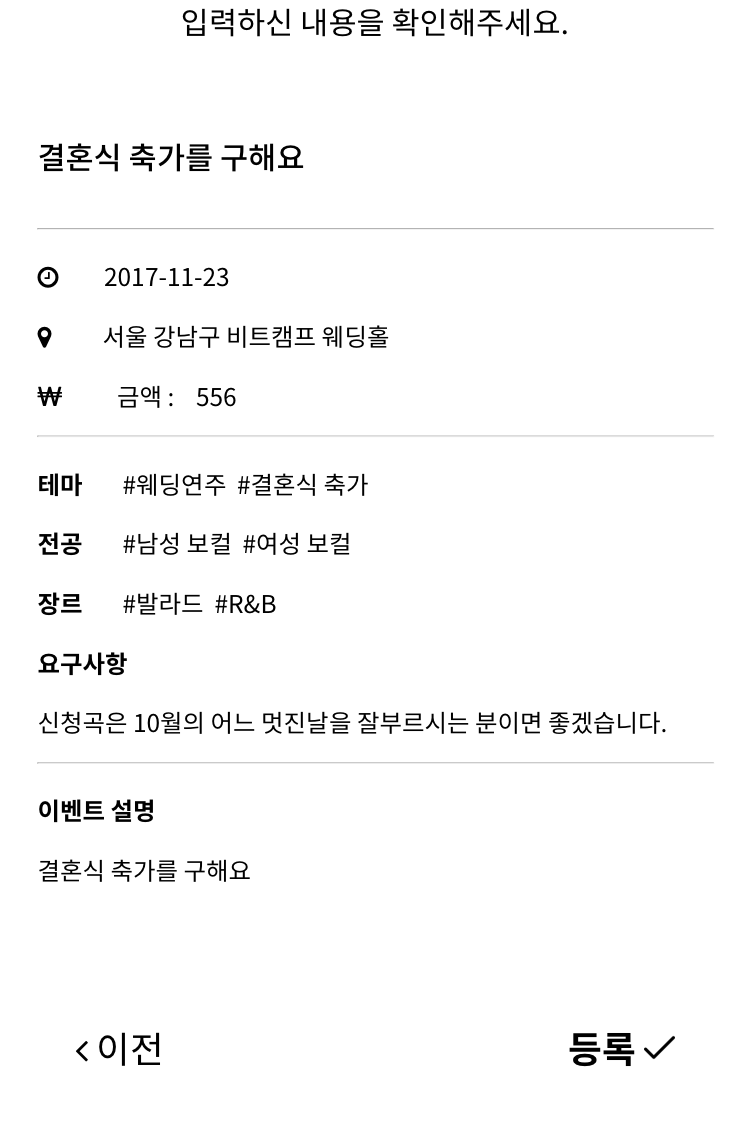 입력하신 내용을 확인해주세요.
결혼식 축가를 구해요
2017-11-23
서울 강남구 비트캠프 웨딩홀
₩ 금액 : 556
테마 #웨딩연주 #결혼식 축가
전공 #남성 보컬 #여성 보컬
장르 #발라드 #R&B
요구사항
신청곡은 10월의 어느 멋진날을 잘부르시는 분이면 좋겠습니다.
이벤트 설명
결혼식 축가를 구해요
< 이전 등록 ✓